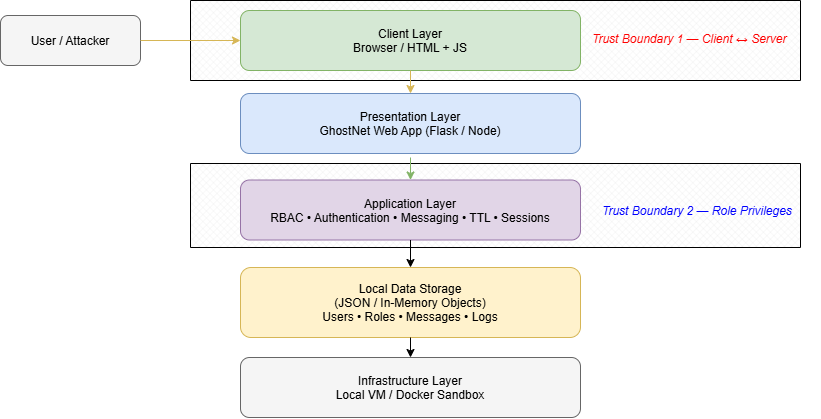 User / Attacker
Client Layer
Browser / HTML + JS
Trust Boundary 1 — Client ↔ Server
Presentation Layer
GhostNet Web App (Flask / Node)
Application Layer
RBAC • Authentication • Messaging • TTL • Sessions
Trust Boundary 2 — Role Privileges
Local Data Storage
(JSON / In-Memory Objects)
Users • Roles • Messages • Logs
Infrastructure Layer
Local VM / Docker Sandbox